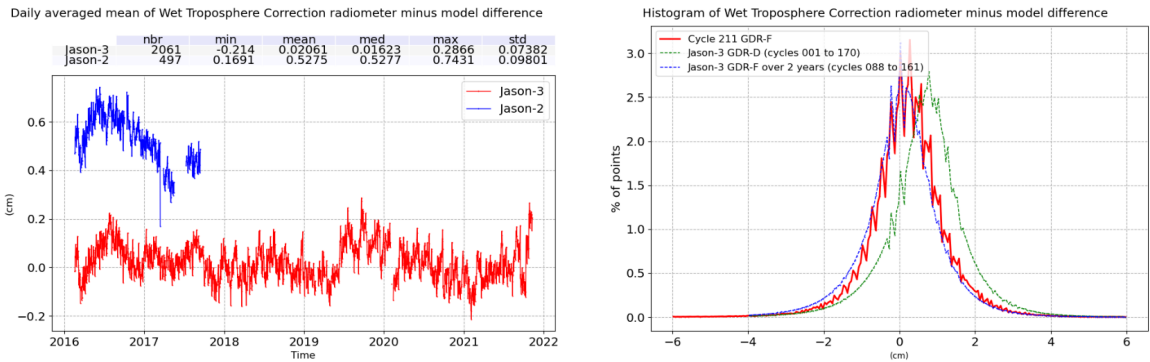 Daily averaged mean of Wet Troposphere Correction radiometer minus model difference
nbr min mean med max std
Jason-3 2061 -0.214 0.02061 0.01623 0.2866 0.07382
Jason-2 497 0.1691 0.5275 0.5277 0.7431 0.09801
Jason-3
Jason-2
0.6
0.4
0.2
0.0
−0.2
(cm)
2016 2017 2018 2019 2020 2021 2022
Time
Histogram of Wet Troposphere Correction radiometer minus model difference
Cycle 211 GDR-F
Jason-3 GDR-D (cycles 001 to 170)
Jason-3 GDR-F over 2 years (cycles 088 to 161)
3.0
2.5
2.0
1.5
1.0
0.5
0.0
% of points
−6 −4 −2 0 2 4 6
(cm)